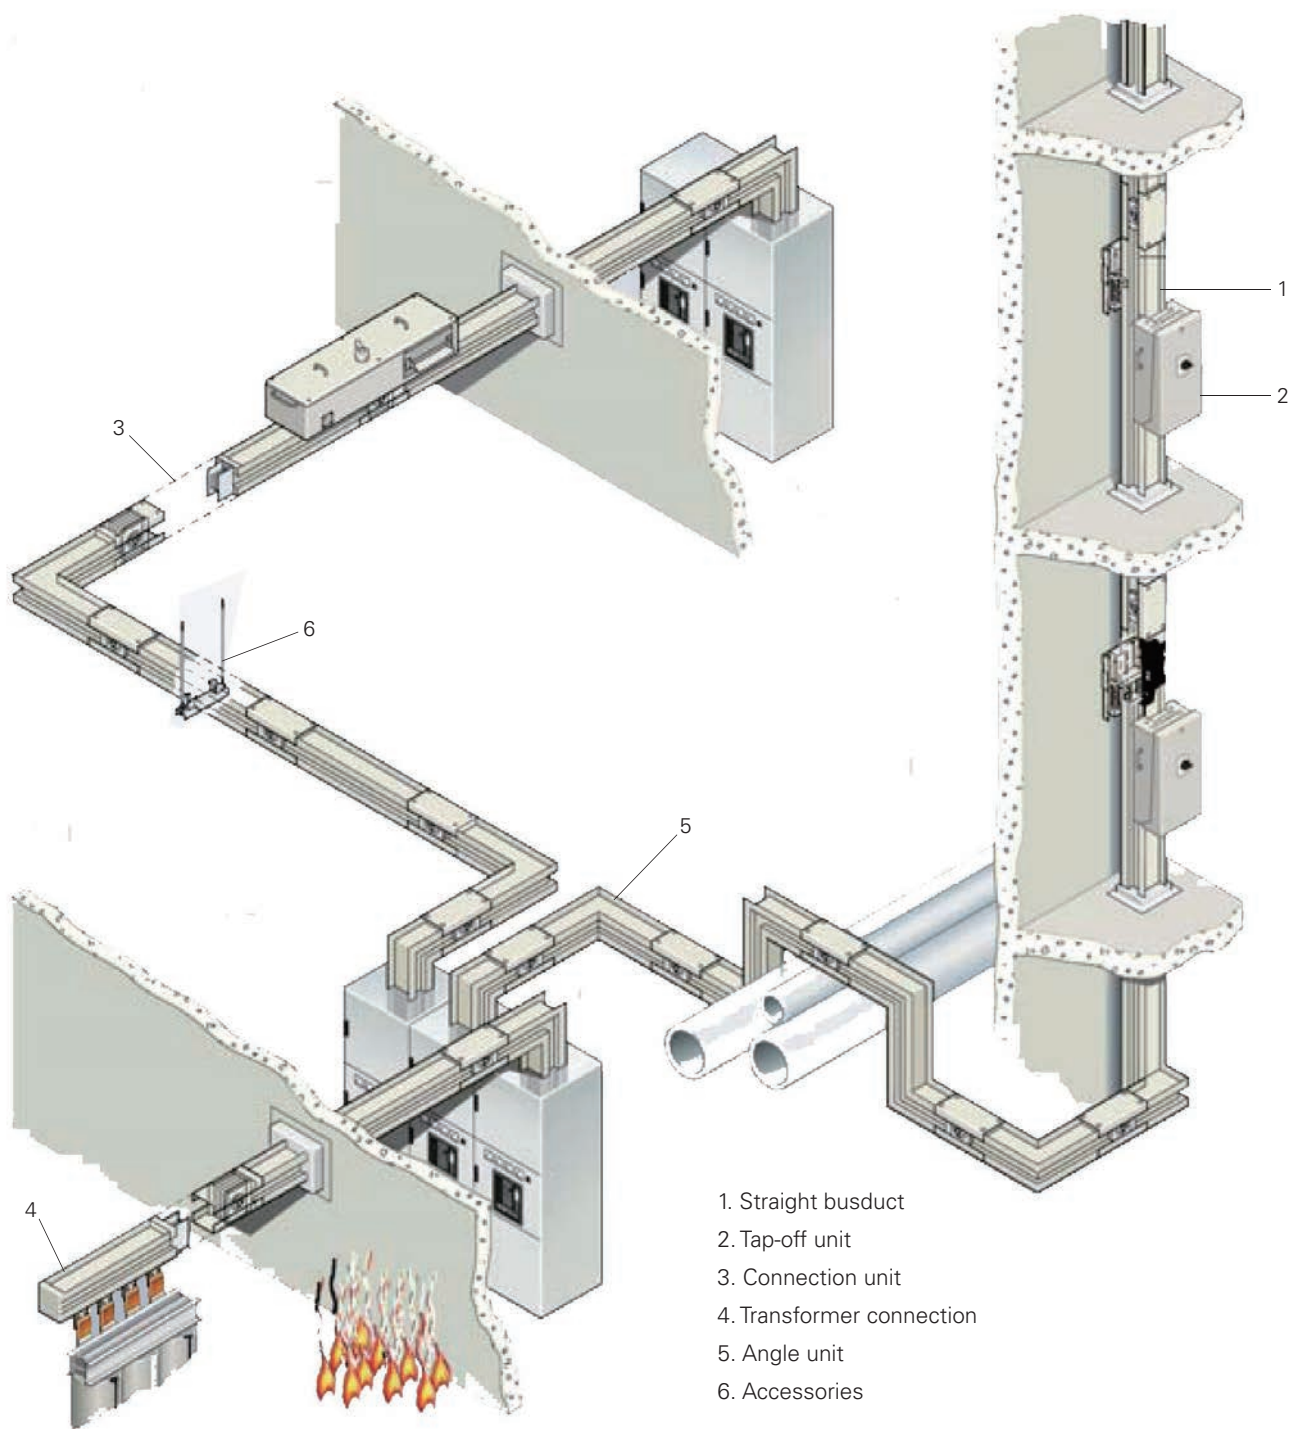 1
2
3
6
5
4
1. Straight busduct
2. Tap-off unit
3. Connection unit
4. Transformer connection
5. Angle unit
6. Accessories